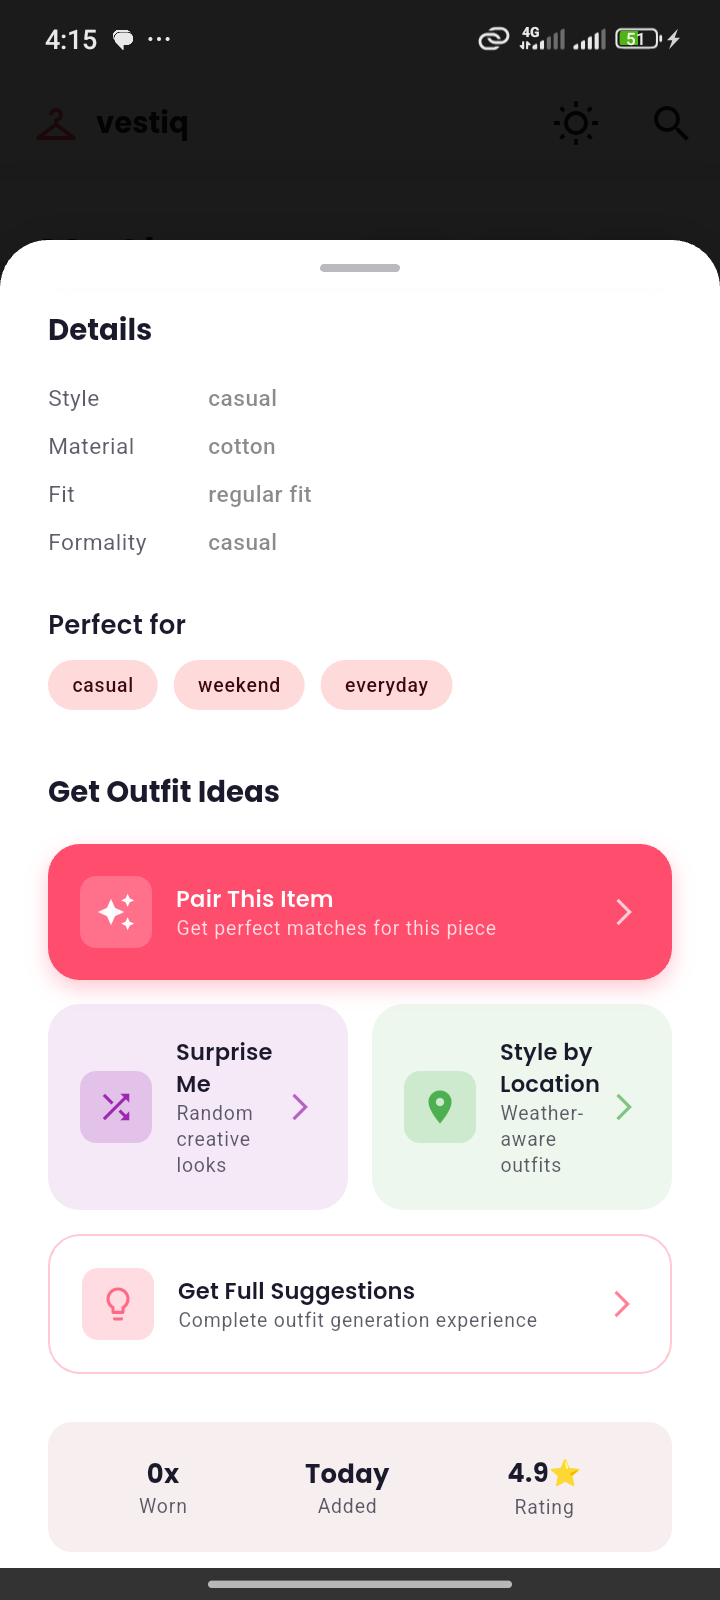 4:15
4G
51
vestiq
Details
Style casual
Material cotton
Fit regular fit
Formality casual
Perfect for
casual weekend everyday
Get Outfit Ideas
Pair This Item
Get perfect matches for this piece
Surprise
Me
Random
creative
looks
Style by
Location
Weather-
aware
outfits
Get Full Suggestions
Complete outfit generation experience
0x Today 4.9⭐
Worn Added Rating